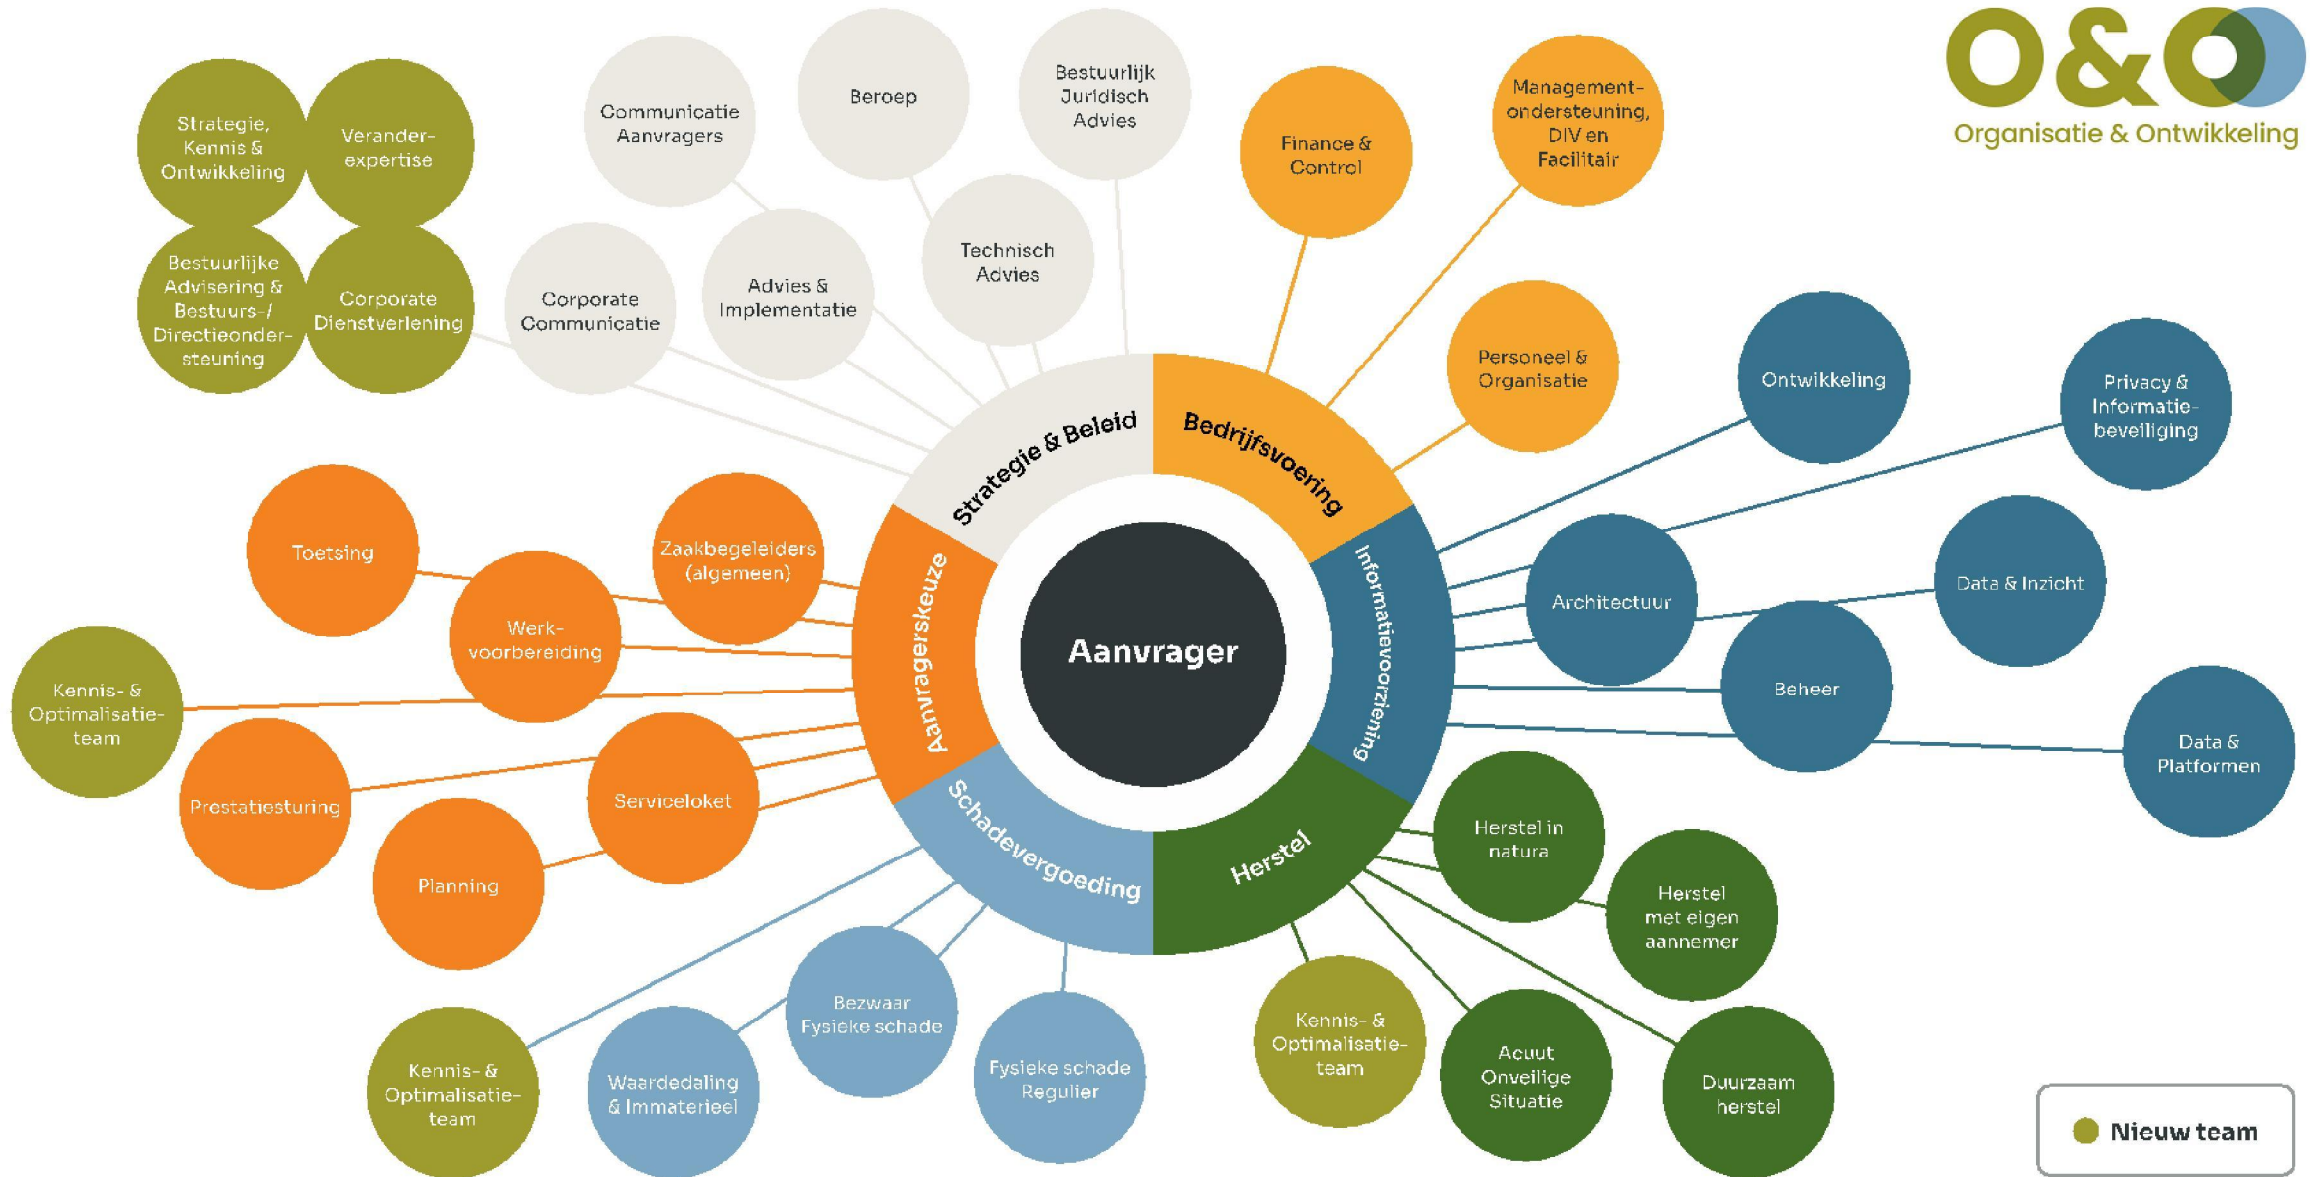 O&O
Organisatie & Ontwikkeling
Strategie,
Kennis &
Ontwikkeling
Verander-
expertise
Bestuurlijke
Advisering &
Bestuurs-/
Directieonder-
steuning
Corporate
Dienstverlening
Communicatie
Aanvragers
Beroep
Bestuurlijk
Juridisch
Advies
Corporate
Communicatie
Advies &
Implementatie
Technisch
Advies
Finance &
Control
Management-
ondersteuning,
DIV en
Facilitair
Personeel &
Organisatie
Ontwikkeling
Privacy &
Informatie-
beveiliging
Architectuur
Data & Inzicht
Beheer
Data &
Platformen
Strategie & Beleid
Bedrijfsvoering
Informatievoorziening
Herstel
Schadevergoeding
Aanvragerskeuze
Aanvrager
Toetsing
Zaakbegeleiders
(algemeen)
Werk-
voorbereiding
Kennis- &
Optimalisatie-
team
Prestatiesturing
Serviceloket
Planning
Kennis- &
Optimalisatie-
team
Waardedaling
& Immaterieel
Bezwaar
Fysieke schade
Fysieke schade
Regulier
Kennis- &
Optimalisatie-
team
Acuut
Onveilige
Situatie
Duurzaam
herstel
Herstel in
natura
Herstel
met eigen
aannemer
Nieuw team